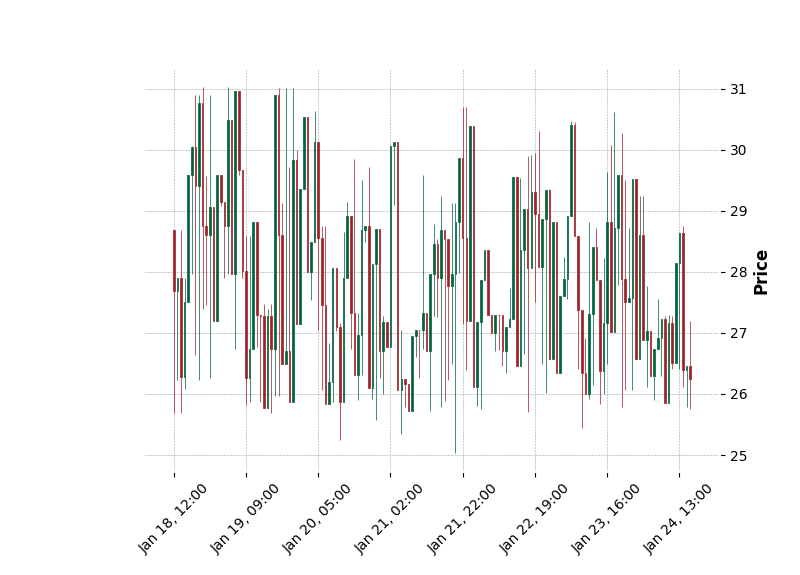 31
30
29
28
27
26
25
Price
Jan 18, 12:00
Jan 19, 09:00
Jan 20, 05:00
Jan 21, 02:00
Jan 21, 22:00
Jan 22, 19:00
Jan 23, 16:00
Jan 24, 13:00